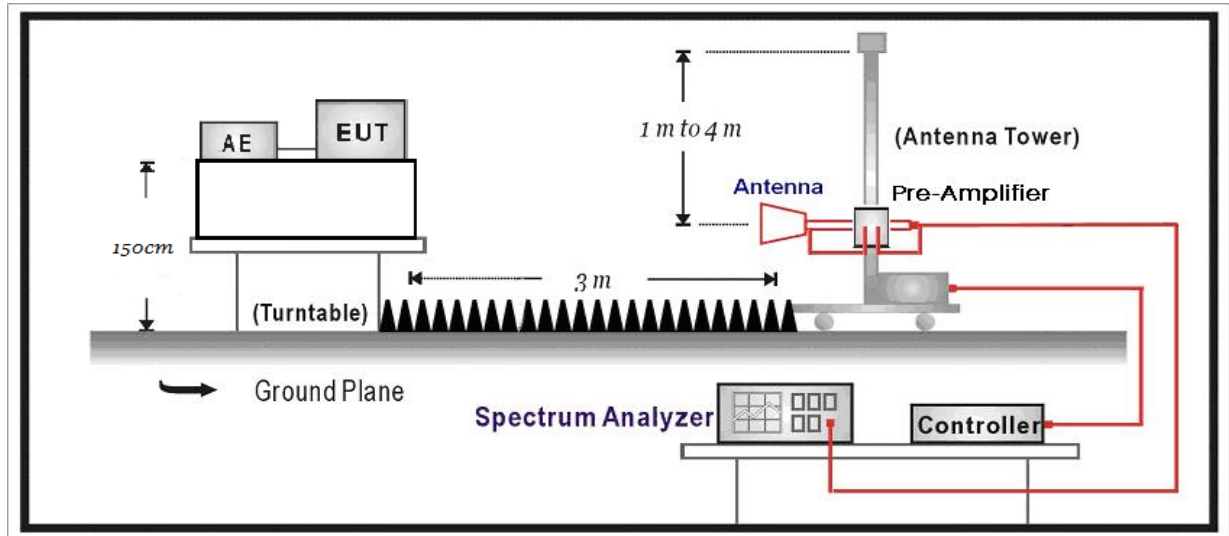 AE
EUT
150cm
(Turntable)
3 m
1 m to 4 m
Antenna
(Antenna Tower)
Pre-Amplifier
Ground Plane
Spectrum Analyzer
Controller